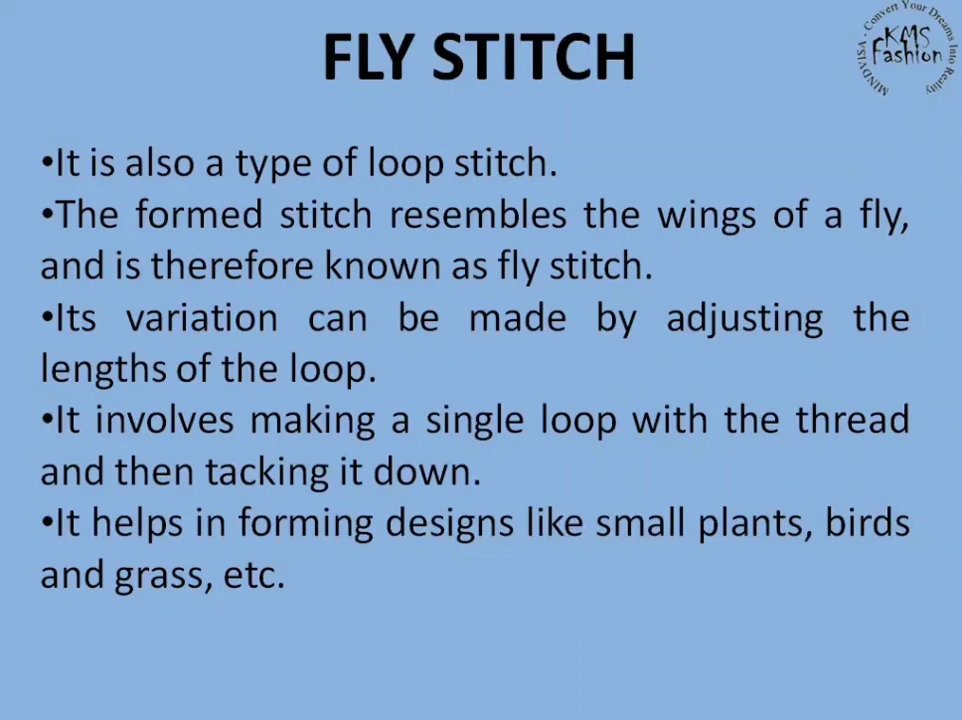 FLY STITCH
MINDVISA - Convert Your Dreams Into Reality
KMS
Fashion
•It is also a type of loop stitch.
•The formed stitch resembles the wings of a fly,
and is therefore known as fly stitch.
•Its variation can be made by adjusting the
lengths of the loop.
•It involves making a single loop with the thread
and then tacking it down.
•It helps in forming designs like small plants, birds
and grass, etc.